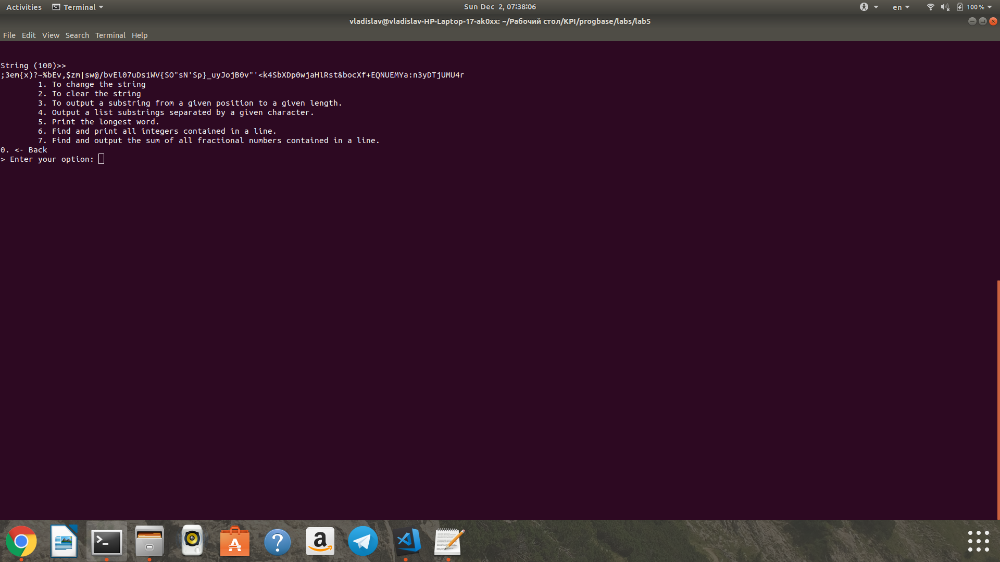 Activities Terminal Sun Dec 2, 07:38:06 en 100 %
vladislav@vladislav-HP-Laptop-17-ak0xx: ~/Рабочий стол/KPI/progbase/labs/lab5
File Edit View Search Terminal Help
String (100)>>
;3em{x)?~%bEv,$zm|sw@/bvEl07uDs1WV{SO"sN'Sp}_uyJojB0v"'<k4SbXDp0wjaHlRst&bocXf+EQNUEMYa:n3yDTjUMU4r
1. To change the string
2. To clear the string
3. To output a substring from a given position to a given length.
4. Output a list substrings separated by a given character.
5. Print the longest word.
6. Find and print all integers contained in a line.
7. Find and output the sum of all fractional numbers contained in a line.
0. <- Back
> Enter your option: